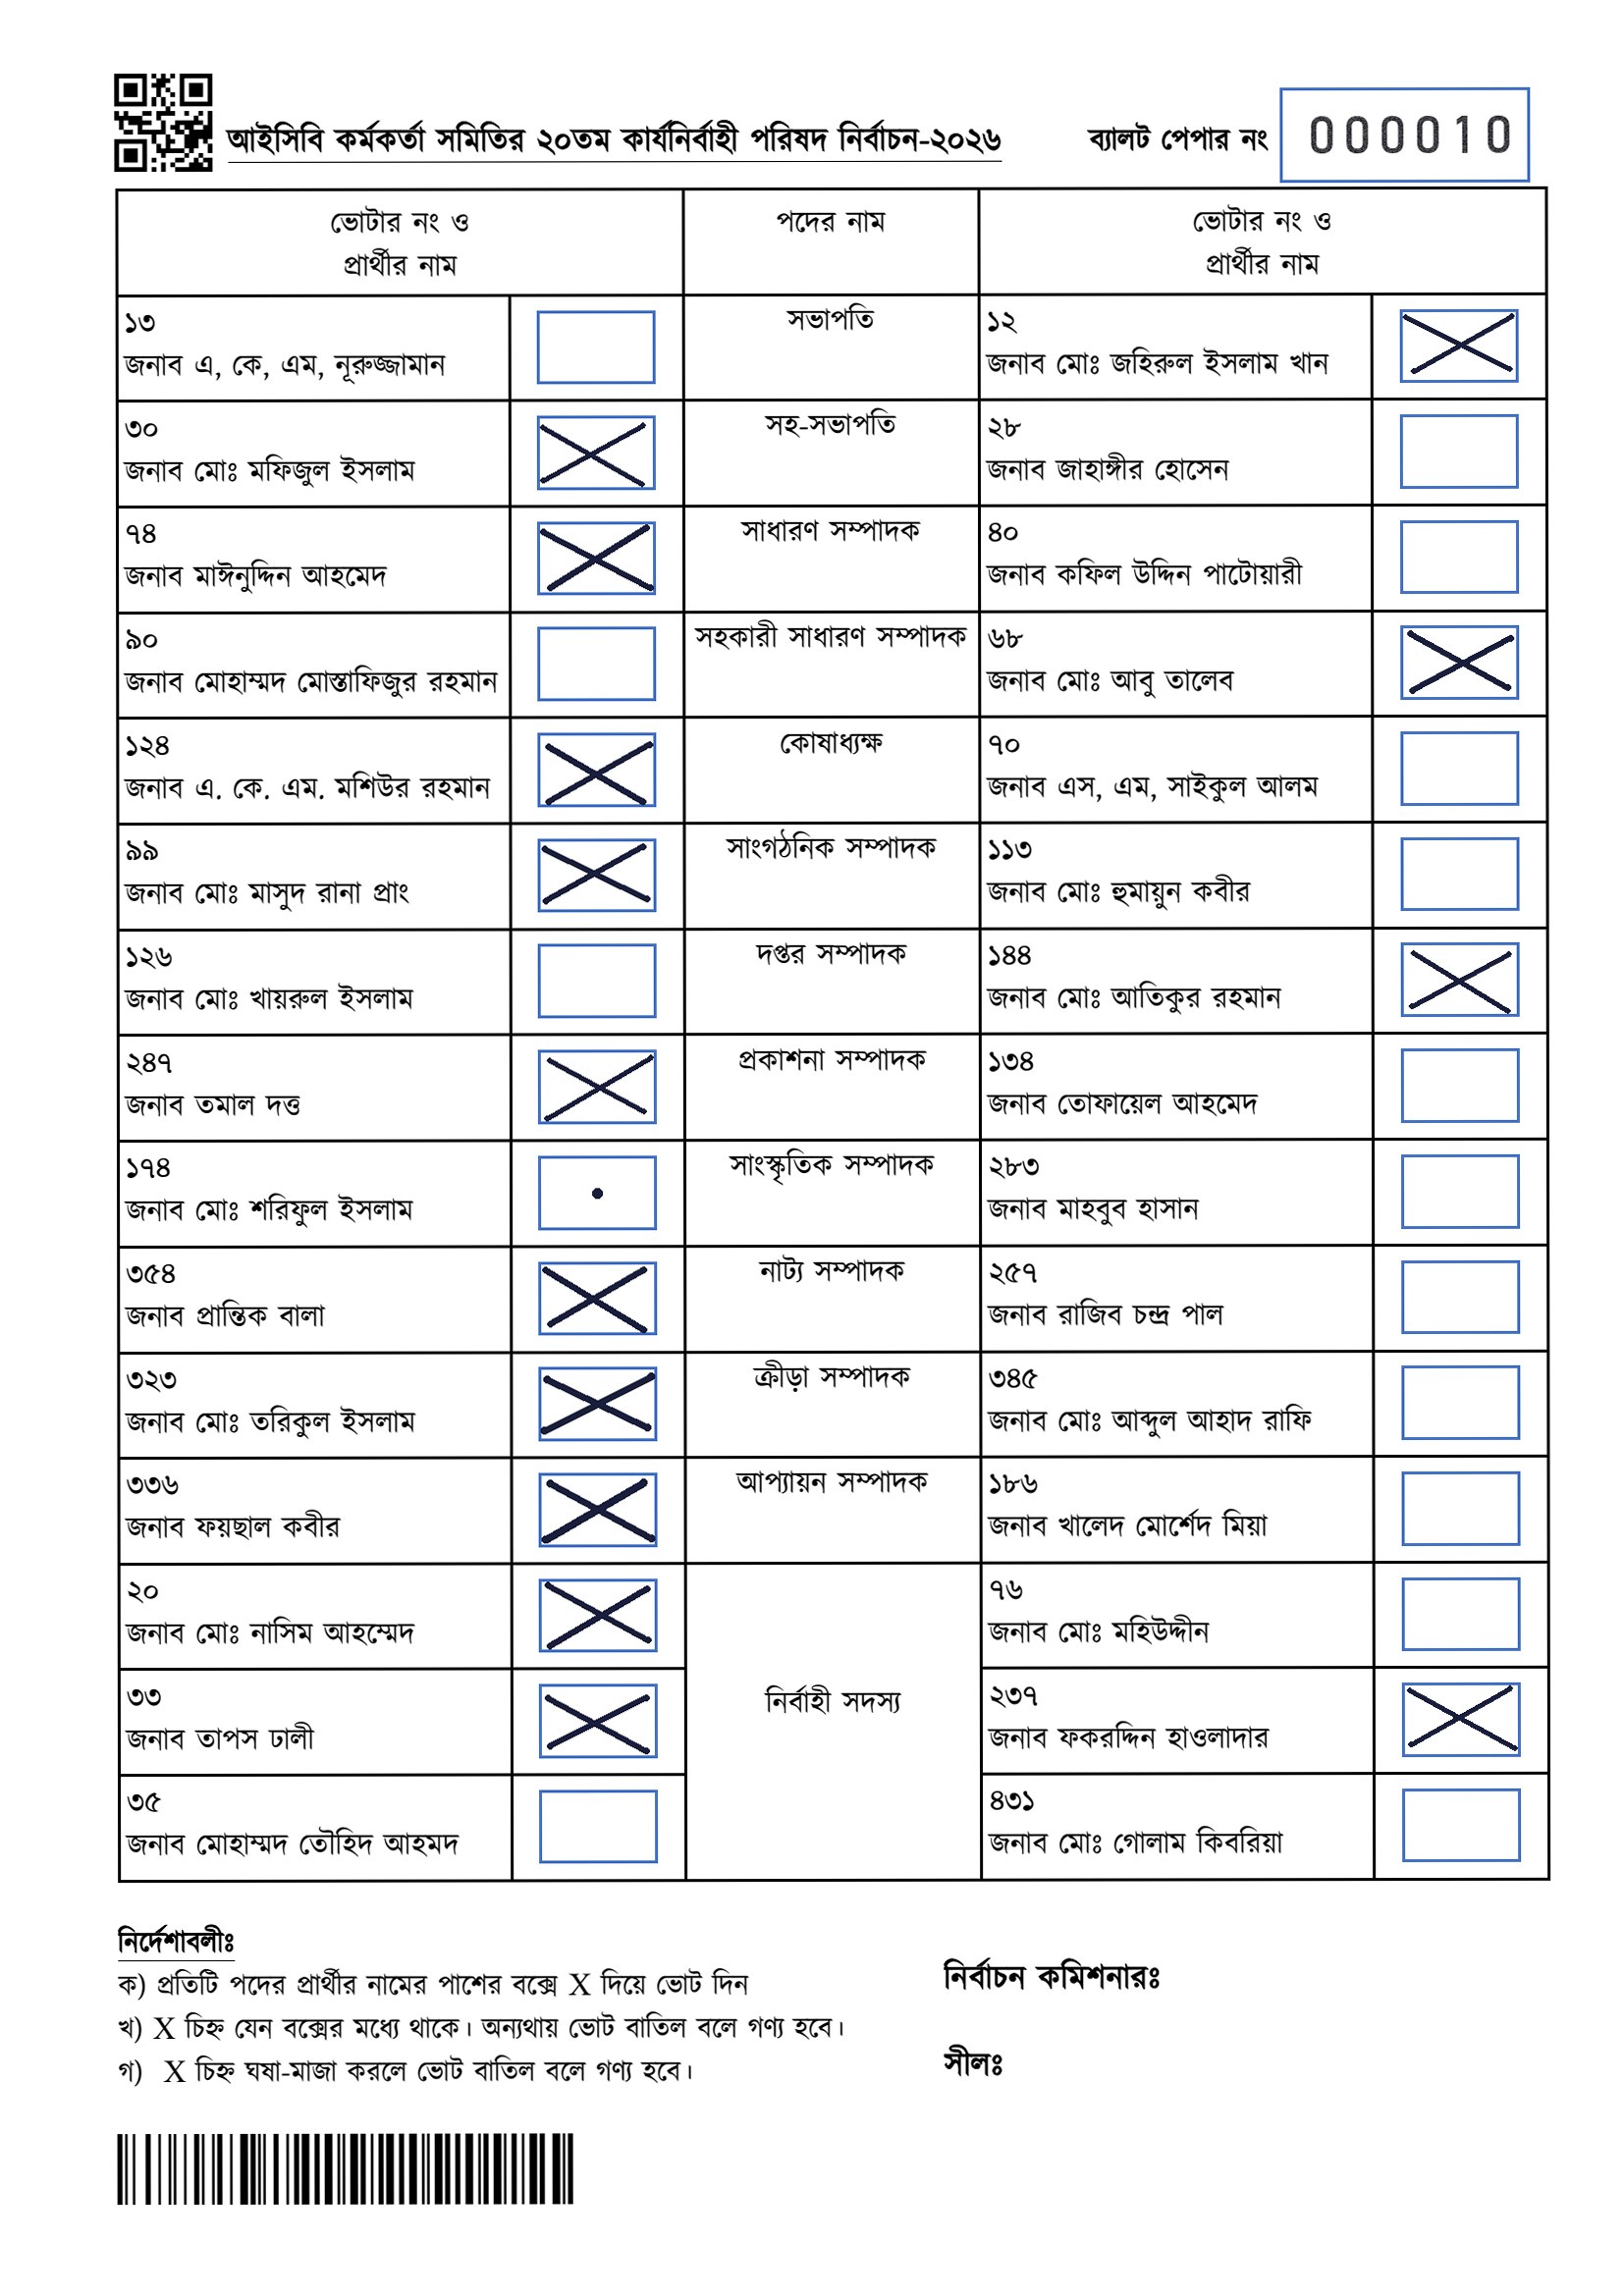 আইসিবি কর্মকর্তা সমিতির ২০তম কার্যনির্বাহী পরিষদ নির্বাচন-২০২৬ ব্যালট পেপার নং 000010
ভোটার নং ও পদের নাম ভোটার নং ও
প্রার্থীর নাম প্রার্থীর নাম
১৩ সভাপতি ১২
জনাব এ, কে, এম, নূরুজ্জামান জনাব মোঃ জহিরুল ইসলাম খান
৩০ সহ-সভাপতি ২৮
জনাব মোঃ মফিজুল ইসলাম জনাব জাহাঙ্গীর হোসেন
৭৪ সাধারণ সম্পাদক ৪০
জনাব মাঈনুদ্দিন আহমেদ জনাব কফিল উদ্দিন পাটোয়ারী
৯০ সহকারী সাধারণ সম্পাদক ৬৮
জনাব মোহাম্মদ মোস্তাফিজুর রহমান জনাব মোঃ আবু তালেব
১২৪ কোষাধ্যক্ষ ৭০
জনাব এ. কে. এম. মশিউর রহমান জনাব এস, এম, সাইকুল আলম
৯৯ সাংগঠনিক সম্পাদক ১১৩
জনাব মোঃ মাসুদ রানা প্রাং জনাব মোঃ হুমায়ুন কবীর
১২৬ দপ্তর সম্পাদক ১৪৪
জনাব মোঃ খায়রুল ইসলাম জনাব মোঃ আতিকুর রহমান
২৪৭ প্রকাশনা সম্পাদক ১৩৪
জনাব তমাল দত্ত জনাব তোফায়েল আহমেদ
১৭৪ সাংস্কৃতিক সম্পাদক ২৮৩
জনাব মোঃ শরিফুল ইসলাম জনাব মাহবুব হাসান
৩৫৪ নাট্য সম্পাদক ২৫৭
জনাব প্রান্তিক বালা জনাব রাজিব চন্দ্র পাল
৩২৩ ক্রীড়া সম্পাদক ৩৪৫
জনাব মোঃ তরিকুল ইসলাম জনাব মোঃ আব্দুল আহাদ রাফি
৩৩৬ আপ্যায়ন সম্পাদক ১৮৬
জনাব ফয়ছাল কবীর জনাব খালেদ মোর্শেদ মিয়া
২০ ৭৬
জনাব মোঃ নাসিম আহম্মেদ জনাব মোঃ মহিউদ্দীন
৩৩ নির্বাহী সদস্য ২৩৭
জনাব তাপস ঢালী জনাব ফকরদ্দিন হাওলাদার
৩৫ ৪৩১
জনাব মোহাম্মদ তৌহিদ আহমদ জনাব মোঃ গোলাম কিবরিয়া
নির্দেশাবলীঃ
ক) প্রতিটি পদের প্রার্থীর নামের পাশের বক্সে X দিয়ে ভোট দিন
খ) X চিহ্ন যেন বক্সের মধ্যে থাকে। অন্যথায় ভোট বাতিল বলে গণ্য হবে।
গ) X চিহ্ন ঘষা-মাজা করলে ভোট বাতিল বলে গণ্য হবে।
নির্বাচন কমিশনারঃ
সীলঃ